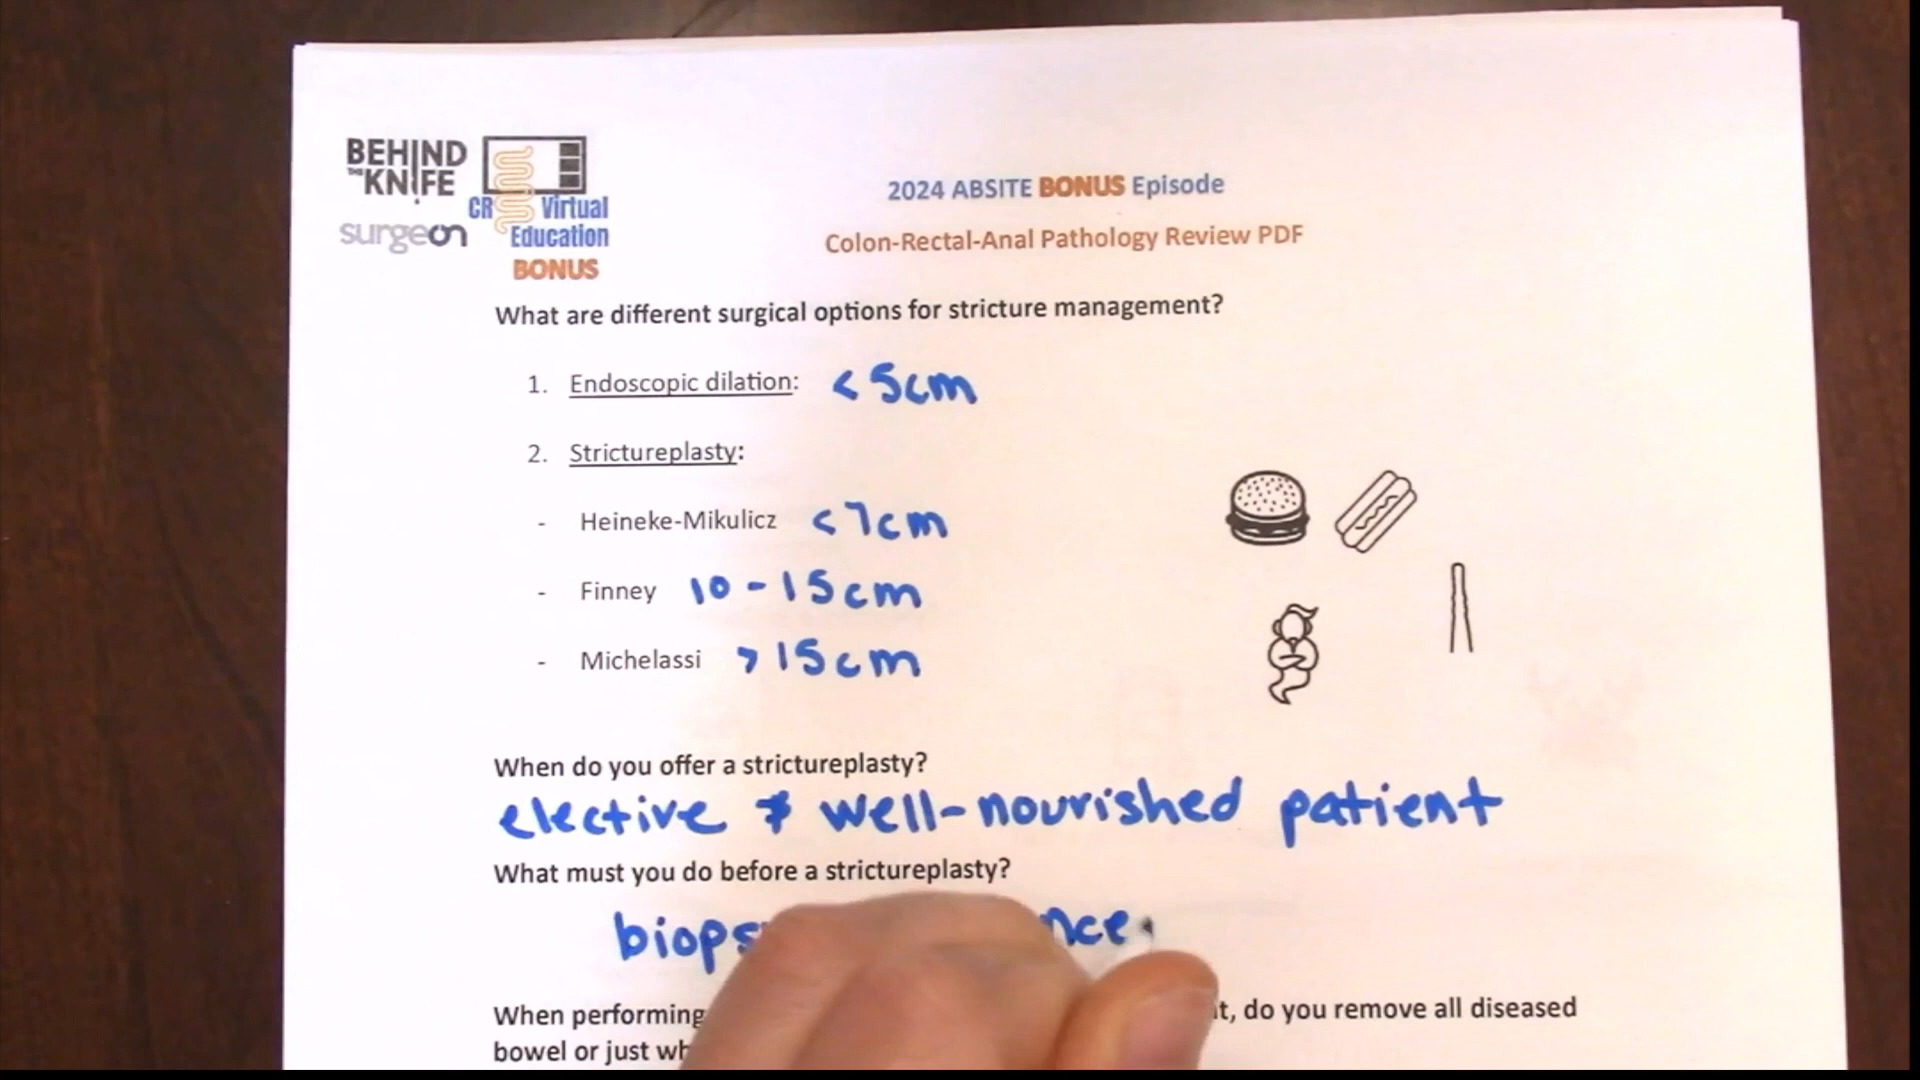 BEHIND
THE KNIFE
surgeon
CR Virtual
Education
BONUS
2024 ABSITE BONUS Episode
Colon-Rectal-Anal Pathology Review PDF
What are different surgical options for stricture management?
1. Endoscopic dilation: < 5cm
2. Strictureplasty:
- Heineke-Mikulicz < 7cm
- Finney 10 - 15cm
- Michelassi > 15cm
When do you offer a strictureplasty?
elective & well-nourished patient
What must you do before a strictureplasty?
When performing
t, do you remove all diseased
bowel or just